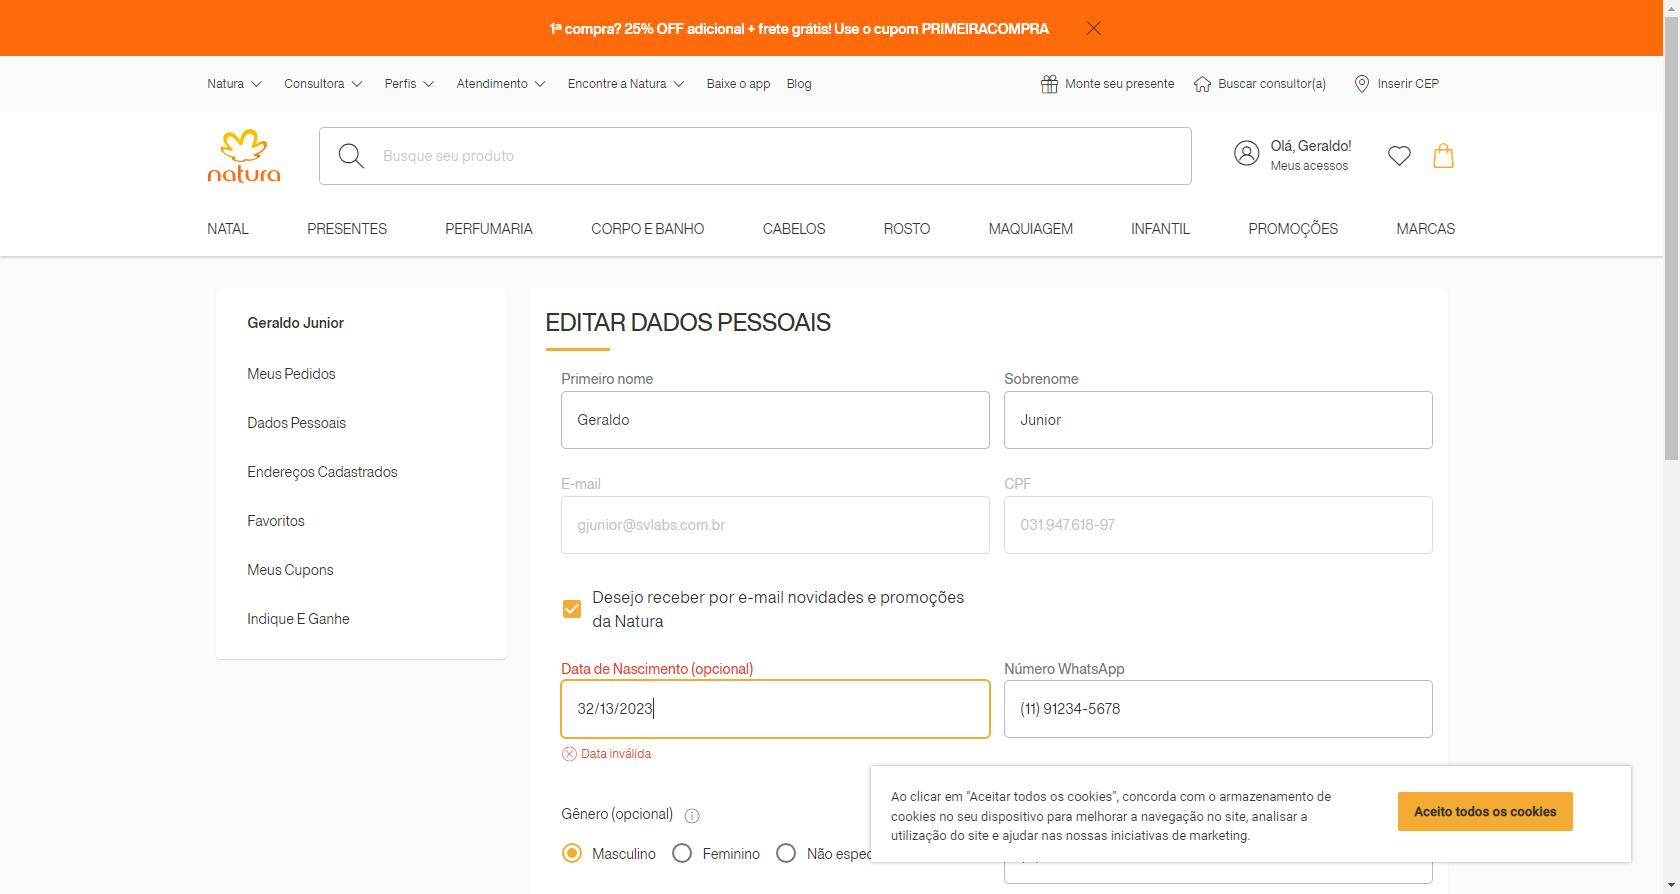 1ª compra? 25% OFF adicional + frete grátis! Use o cupom PRIMEIRACOMPRA
Natura
Consultora
Perfis
Atendimento
Encontre a Natura
Baixe o app
Blog
Monte seu presente
Buscar consultor(a)
Inserir CEP
natura
Busque seu produto
Olá, Geraldo!
Meus acessos
NATAL
PRESENTES
PERFUMARIA
CORPO E BANHO
CABELOS
ROSTO
MAQUIAGEM
INFANTIL
PROMOÇÕES
MARCAS
Geraldo Junior
Meus Pedidos
Dados Pessoais
Endereços Cadastrados
Favoritos
Meus Cupons
Indique E Ganhe
EDITAR DADOS PESSOAIS
Primeiro nome
Geraldo
Sobrenome
Junior
E-mail
gjunior@svlabs.com.br
CPF
031.947.618-97
Desejo receber por e-mail novidades e promoções
da Natura
Data de Nascimento (opcional)
32/13/2023
Data inválida
Número WhatsApp
(11) 91234-5678
Gênero (opcional)
Masculino
Feminino
Não espec
Ao clicar em "Aceitar todos os cookies", concorda com o armazenamento de
cookies no seu dispositivo para melhorar a navegação no site, analisar a
utilização do site e ajudar nas nossas iniciativas de marketing.
Aceito todos os cookies